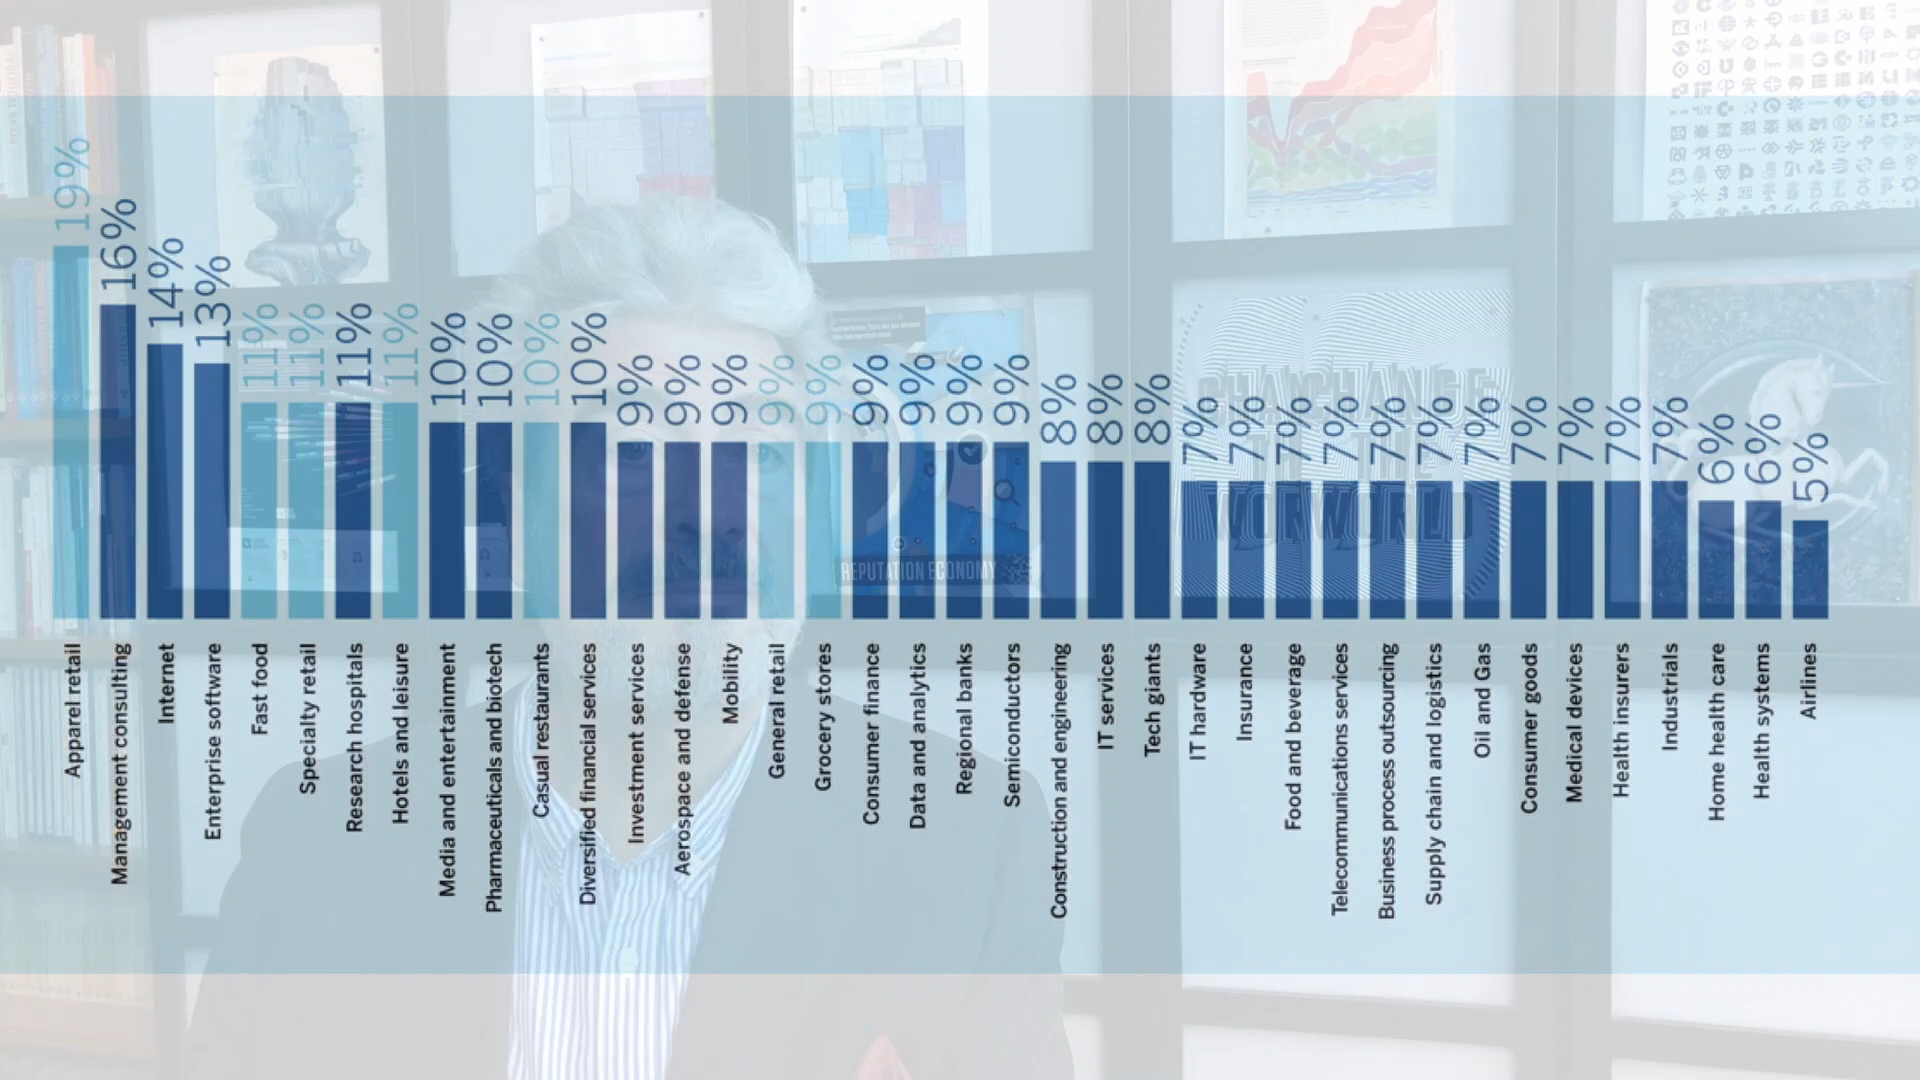 19%
16%
14%
13%
11%
11%
11%
11%
10%
10%
10%
10%
9%
9%
9%
9%
9%
9%
9%
9%
9%
8%
8%
8%
7%
7%
7%
7%
7%
7%
7%
7%
7%
7%
7%
6%
6%
5%
REPUTATION ECONOMY
Apparel retail
Management consulting
Internet
Enterprise software
Fast food
Specialty retail
Research hospitals
Hotels and leisure
Media and entertainment
Pharmaceuticals and biotech
Casual restaurants
Diversified financial services
Investment services
Aerospace and defense
Mobility
General retail
Grocery stores
Consumer finance
Data and analytics
Regional banks
Semiconductors
Construction and engineering
IT services
Tech giants
IT hardware
Insurance
Food and beverage
Telecommunications services
Business process outsourcing
Supply chain and logistics
Oil and Gas
Consumer goods
Medical devices
Health insurers
Industrials
Home health care
Health systems
Airlines